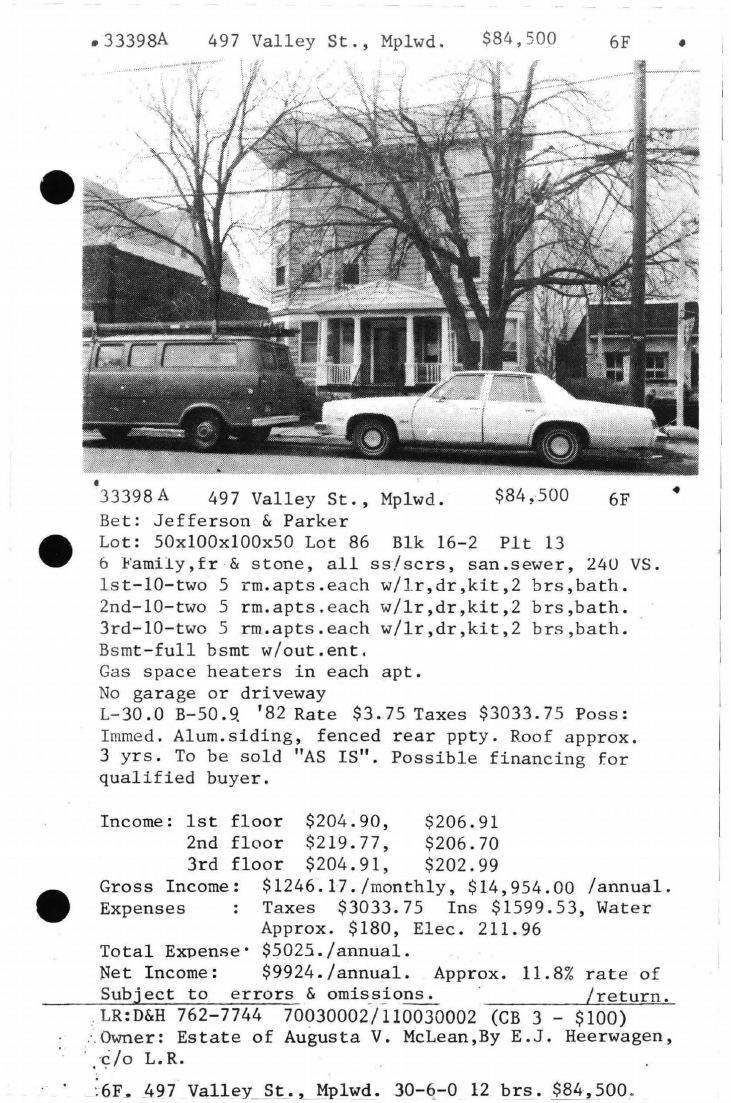 33398A 497 Valley St., Mplwd. $84,500 6F
33398A 497 Valley St., Mplwd. $84,500 6F
Bet: Jefferson & Parker
Lot: 50x100x100x50 Lot 86 Blk 16-2 Plt 13
6 Family,fr & stone, all ss/scrs, san.sewer, 240 VS.
1st-10-two 5 rm.apts.each w/lr,dr,kit,2 brs,bath.
2nd-10-two 5 rm.apts.each w/lr,dr,kit,2 brs,bath.
3rd-10-two 5 rm.apts.each w/lr,dr,kit,2 brs,bath.
Bsmt-full bsmt w/out.ent.
Gas space heaters in each apt.
No garage or driveway
L-30.0 B-50.9 '82 Rate $3.75 Taxes $3033.75 Poss:
Immed. Alum.siding, fenced rear ppty. Roof approx.
3 yrs. To be sold "AS IS". Possible financing for
qualified buyer.
Income: 1st floor $204.90, $206.91
2nd floor $219.77, $206.70
3rd floor $204.91, $202.99
Gross Income: $1246.17./monthly, $14,954.00 /annual.
Expenses : Taxes $3033.75 Ins $1599.53, Water
Approx. $180, Elec. 211.96
Total Expense: $5025./annual.
Net Income: $9924./annual. Approx. 11.8% rate of
Subject to errors & omissions. /return.
LR:D&H 762-7744 70030002/110030002 (CB 3 - $100)
Owner: Estate of Augusta V. McLean,By E.J. Heerwagen,
c/o L.R.
6F. 497 Valley St., Mplwd. 30-6-0 12 brs. $84,500.